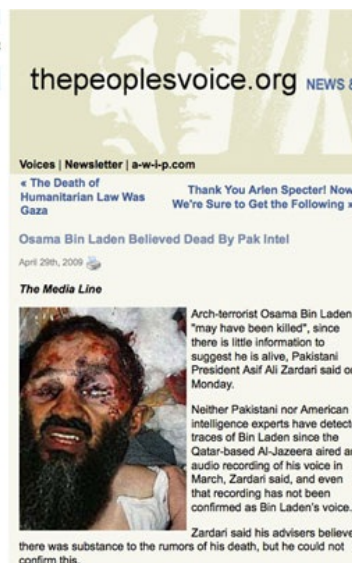 thepeoplesvoice.org NEWS &
Voices | Newsletter | a-w-i-p.com
« The Death of
Humanitarian Law Was
Gaza
Thank You Arlen Specter! Now
We're Sure to Get the Following »
Osama Bin Laden Believed Dead By Pak Intel
April 29th, 2009
The Media Line
Arch-terrorist Osama Bin Laden
"may have been killed", since
there is little information to
suggest he is alive, Pakistani
President Asif Ali Zardari said on
Monday.
Neither Pakistani nor American
intelligence experts have detect
traces of Bin Laden since the
Qatar-based Al-Jazeera aired a
audio recording of his voice in
March, Zardari said, and even
that recording has not been
confirmed as Bin Laden's voice.
Zardari said his advisers believe
there was substance to the rumors of his death, but he could not
confirm this.